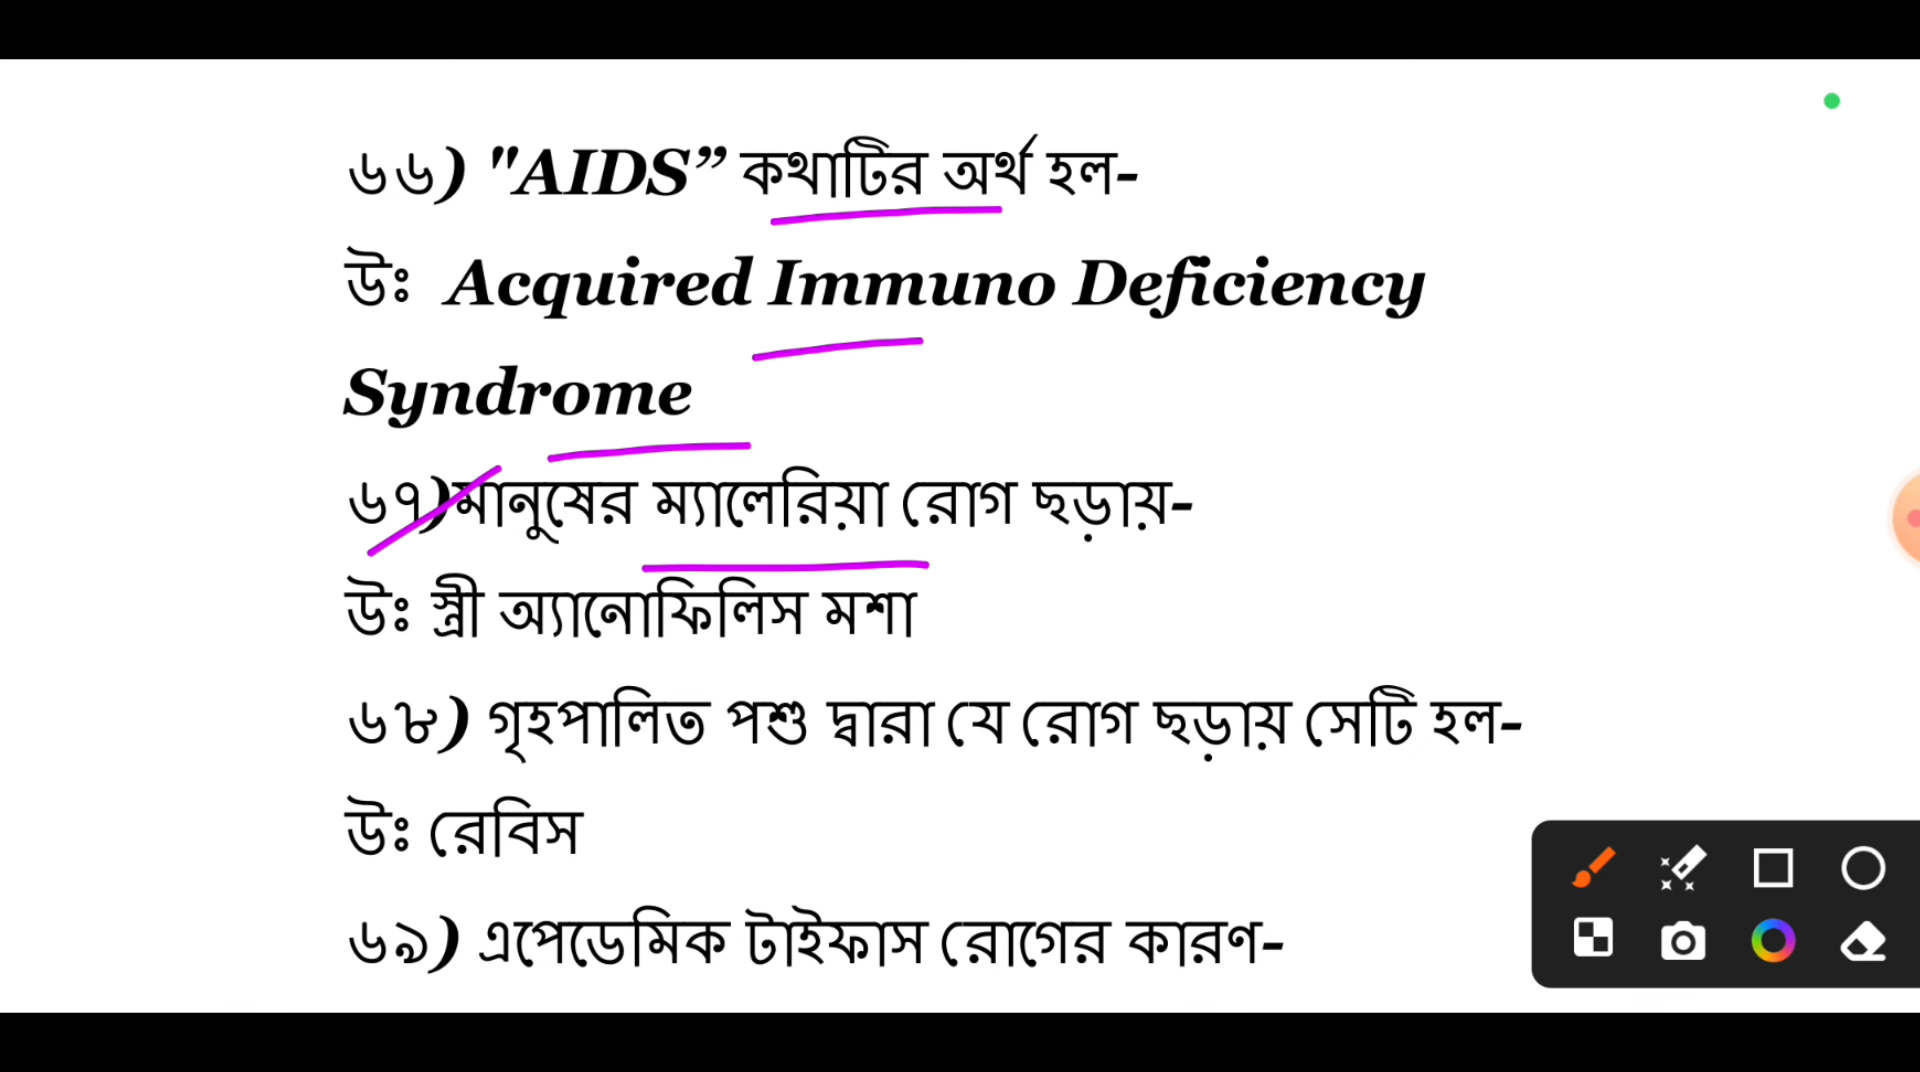 ৬৬) "AIDS” কথাটির অর্থ হল-
উঃ Acquired Immuno Deficiency
Syndrome
৬৭)মানুষের ম্যালেরিয়া রোগ ছড়ায়-
উঃ স্ত্রী অ্যানোফিলিস মশা
৬৮) গৃহপালিত পশু দ্বারা যে রোগ ছড়ায় সেটি হল-
উঃ রেবিস
৬৯) এপেডেমিক টাইফাস রোগের কারণ-